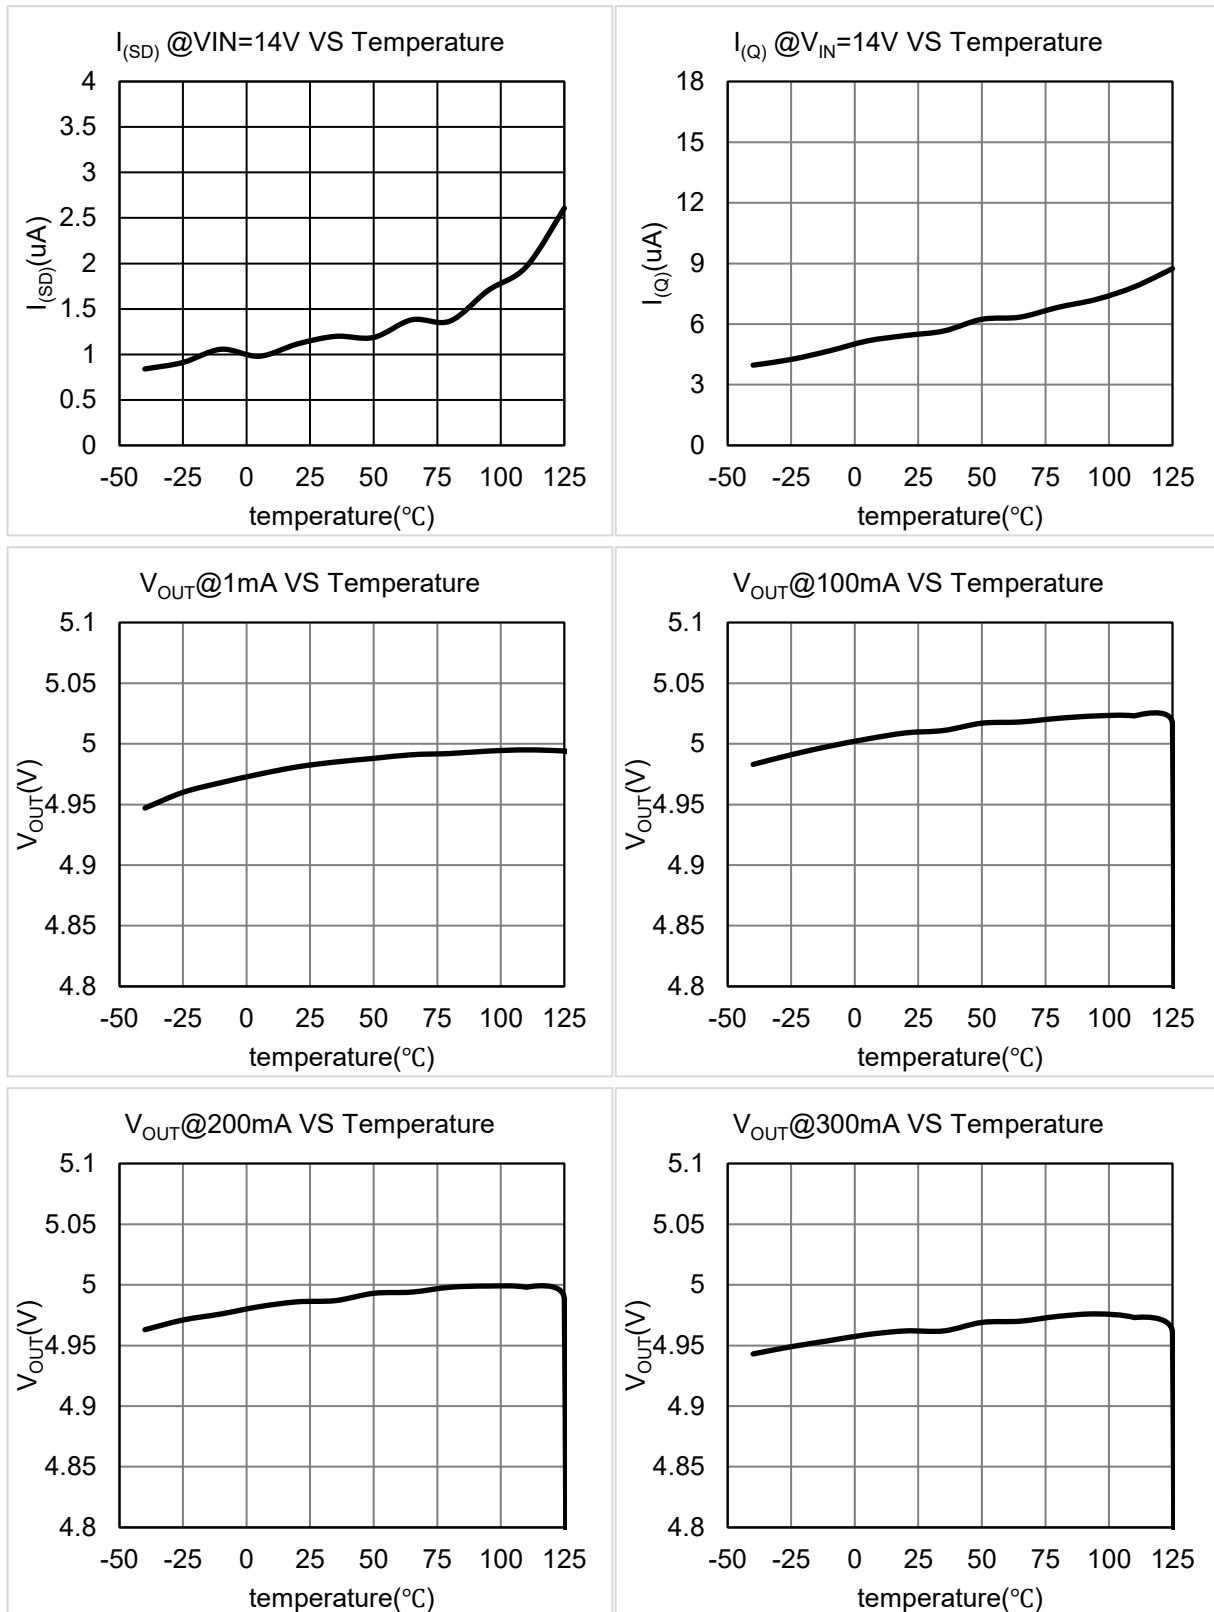 I(SD) @VIN=14V VS Temperature
4
3.5
3
2.5
2
1.5
1
0.5
0
I(SD)(uA)
-50 -25 0 25 50 75 100 125
temperature(℃)
I(Q) @VIN=14V VS Temperature
18
15
12
9
6
3
0
I(Q)(uA)
-50 -25 0 25 50 75 100 125
temperature(℃)
VOUT@1mA VS Temperature
5.1
5.05
5
4.95
4.9
4.85
4.8
VOUT(V)
-50 -25 0 25 50 75 100 125
temperature(℃)
VOUT@100mA VS Temperature
5.1
5.05
5
4.95
4.9
4.85
4.8
VOUT(V)
-50 -25 0 25 50 75 100 125
temperature(℃)
VOUT@200mA VS Temperature
5.1
5.05
5
4.95
4.9
4.85
4.8
VOUT(V)
-50 -25 0 25 50 75 100 125
temperature(℃)
VOUT@300mA VS Temperature
5.1
5.05
5
4.95
4.9
4.85
4.8
VOUT(V)
-50 -25 0 25 50 75 100 125
temperature(℃)